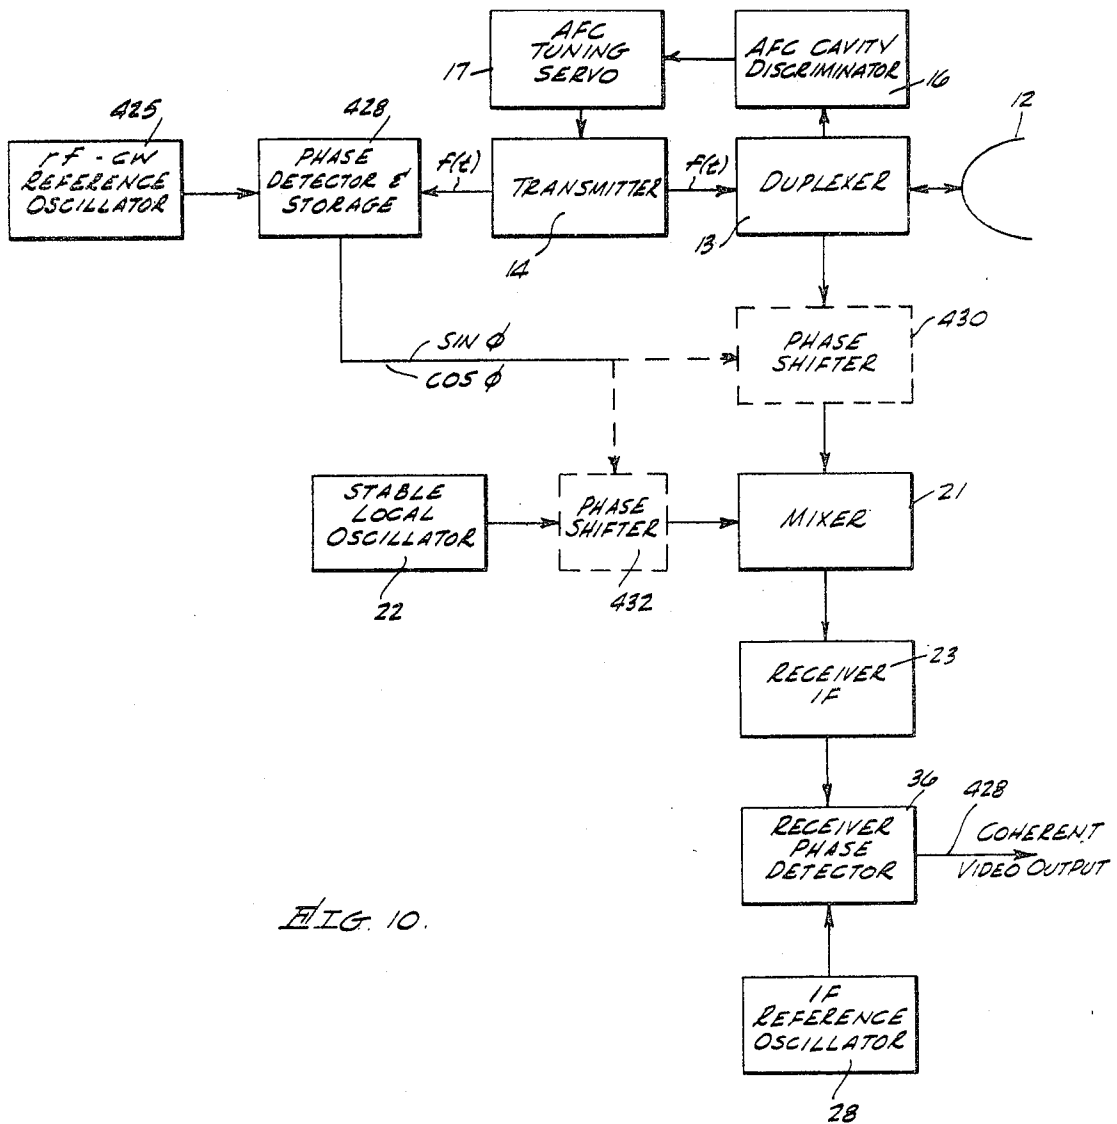 AFC
TUNING
SERVO
17
AFC CAVITY
DISCRIMINATOR
16
12
425
rF-CW
REFERENCE
OSCILLATOR
428
PHASE
DETECTOR &
STORAGE
f(t)
TRANSMITTER
14
f(t)
DUPLEXER
13
SIN φ
COS φ
PHASE
SHIFTER
430
STABLE
LOCAL
OSCILLATOR
22
PHASE
SHIFTER
432
MIXER
21
RECEIVER
IF
23
RECEIVER
PHASE
DETECTOR
36
428
COHERENT
VIDEO OUTPUT
FIG. 10.
IF
REFERENCE
OSCILLATOR
28